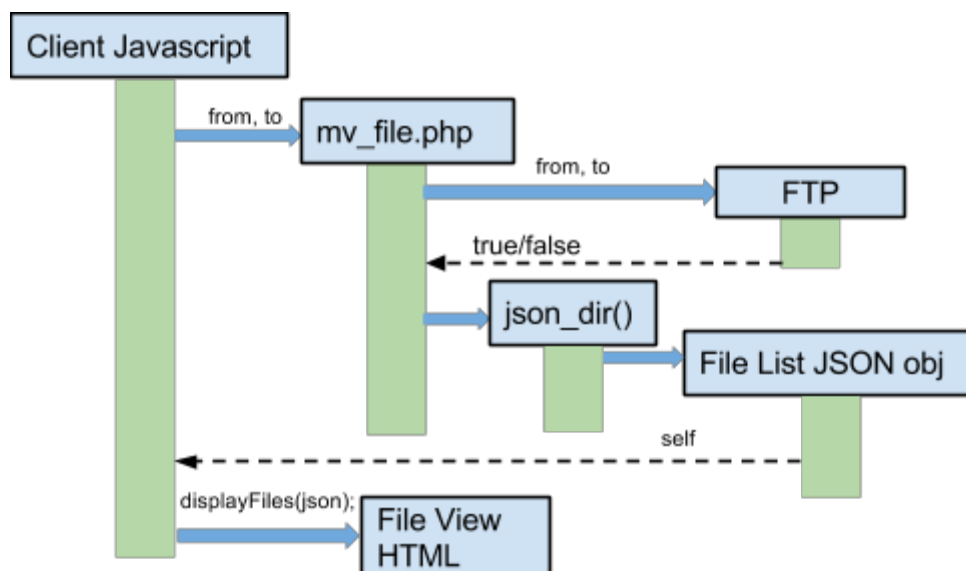 Client Javascript
from, to
mv_file.php
from, to
FTP
true/false
json_dir()
File List JSON obj
self
displayFiles(json);
File View
HTML